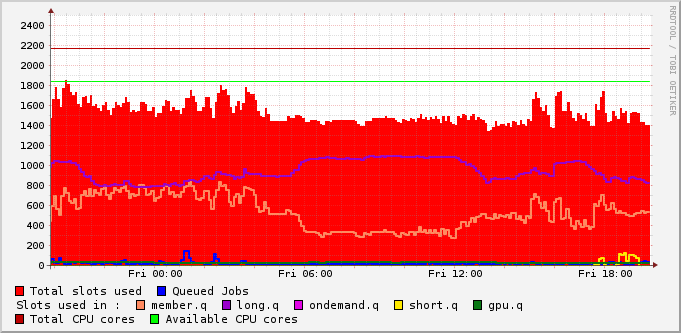 RRDTOOL / TOBI OETIKER
2400
2200
2000
1800
1600
1400
1200
1000
800
600
400
200
0
Fri 00:00 Fri 06:00 Fri 12:00 Fri 18:00
Total slots used Queued Jobs
Slots used in : member.q long.q ondemand.q short.q gpu.q
Total CPU cores Available CPU cores